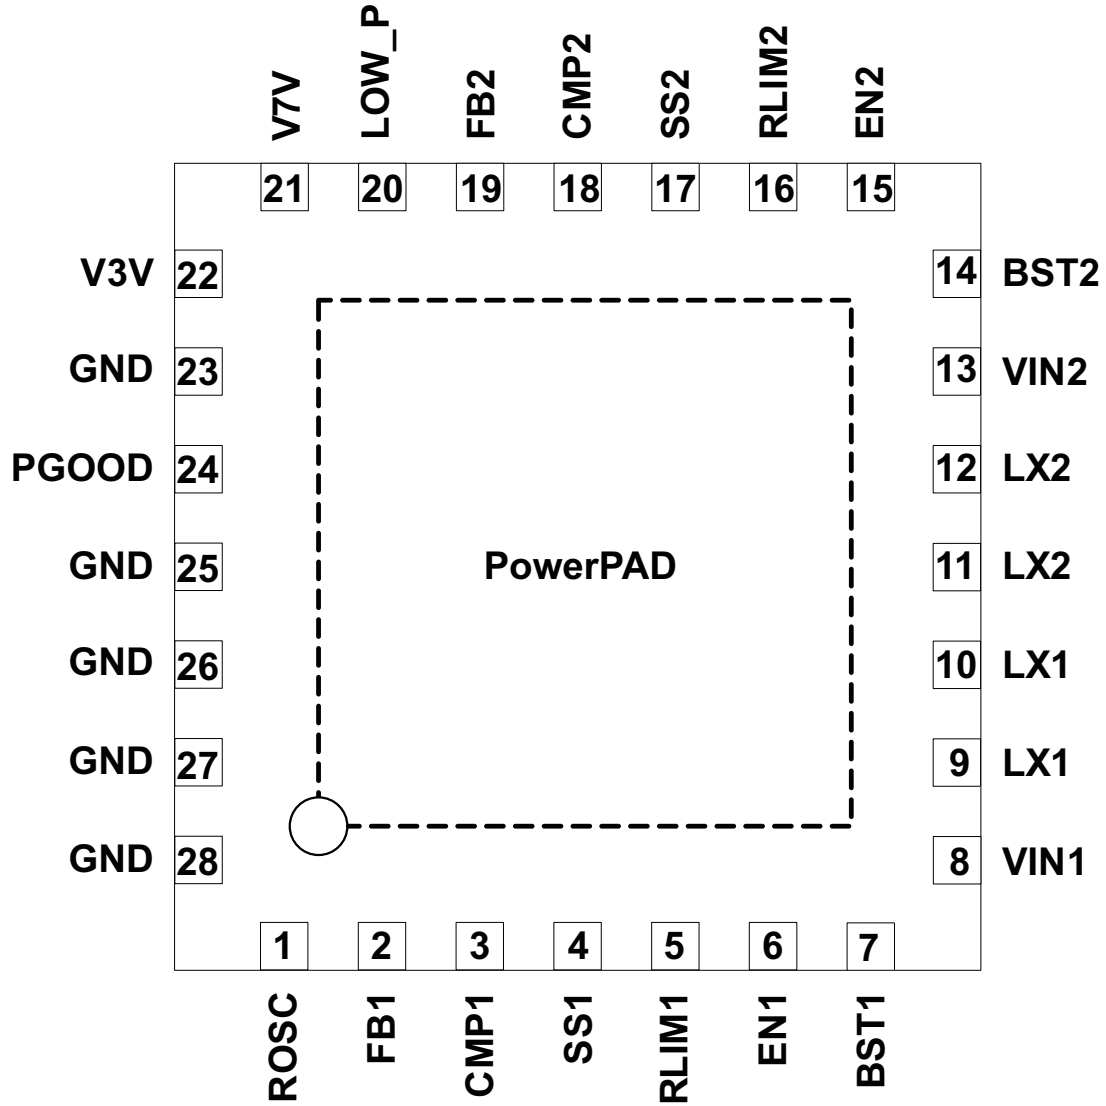 V7V
LOW_P
FB2
CMP2
SS2
RLIM2
EN2
21 20 19 18 17 16 15
V3V 22
14 BST2
GND 23
13 VIN2
PGOOD 24
12 LX2
GND 25
PowerPAD
11 LX2
GND 26
10 LX1
GND 27
9 LX1
GND 28
8 VIN1
1 2 3 4 5 6 7
ROSC
FB1
CMP1
SS1
RLIM1
EN1
BST1